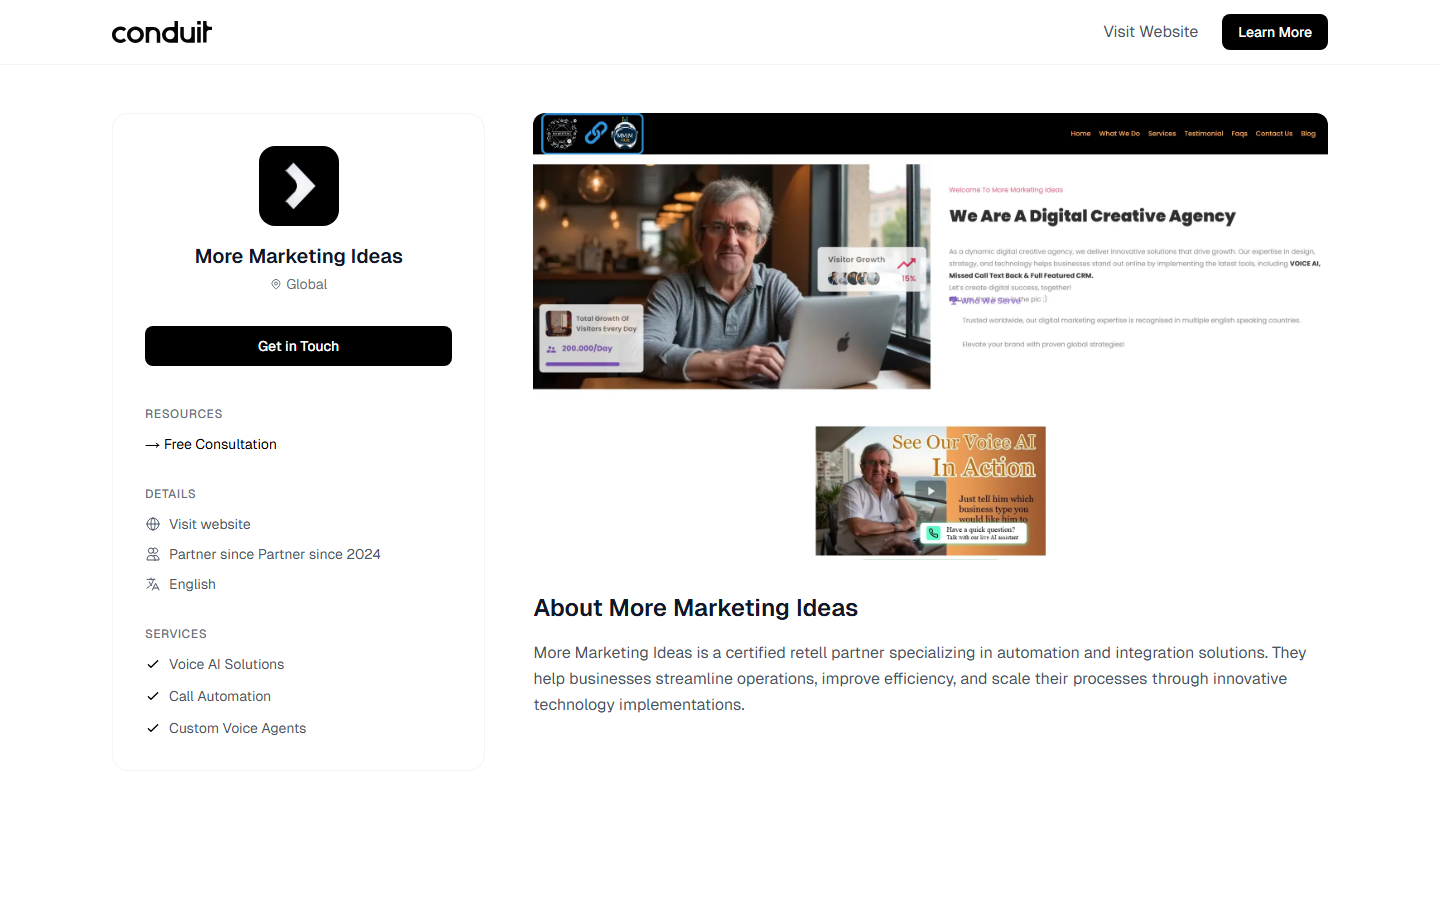 conduit
Visit Website
Learn More
More Marketing Ideas
Global
Get in Touch
RESOURCES
→ Free Consultation
DETAILS
Visit website
Partner since Partner since 2024
English
SERVICES
Voice AI Solutions
Call Automation
Custom Voice Agents
Home What We Do Services Testimonial Faqs Contact Us Blog
Visitor Growth
15%
Total Growth Of
Visitors Every Day
200.000/Day
Welcome To More Marketing Ideas
We Are A Digital Creative Agency
As a dynamic digital creative agency, we deliver innovative solutions that drive growth. Our expertise in design,
strategy, and technology helps businesses stand out online by implementing the latest tools, including VOICE AI,
Missed Call Text Back & Full Featured CRM.
Let's create digital success, together!
Who We Serve
the pic :)
Trusted worldwide, our digital marketing expertise is recognised in multiple english speaking countries.
Elevate your brand with proven global strategies!
See Our Voice AI
In Action
Just tell him which
business type you
would like him to
Have a quick question?
Talk with our live AI assistant
About More Marketing Ideas
More Marketing Ideas is a certified retell partner specializing in automation and integration solutions. They
help businesses streamline operations, improve efficiency, and scale their processes through innovative
technology implementations.